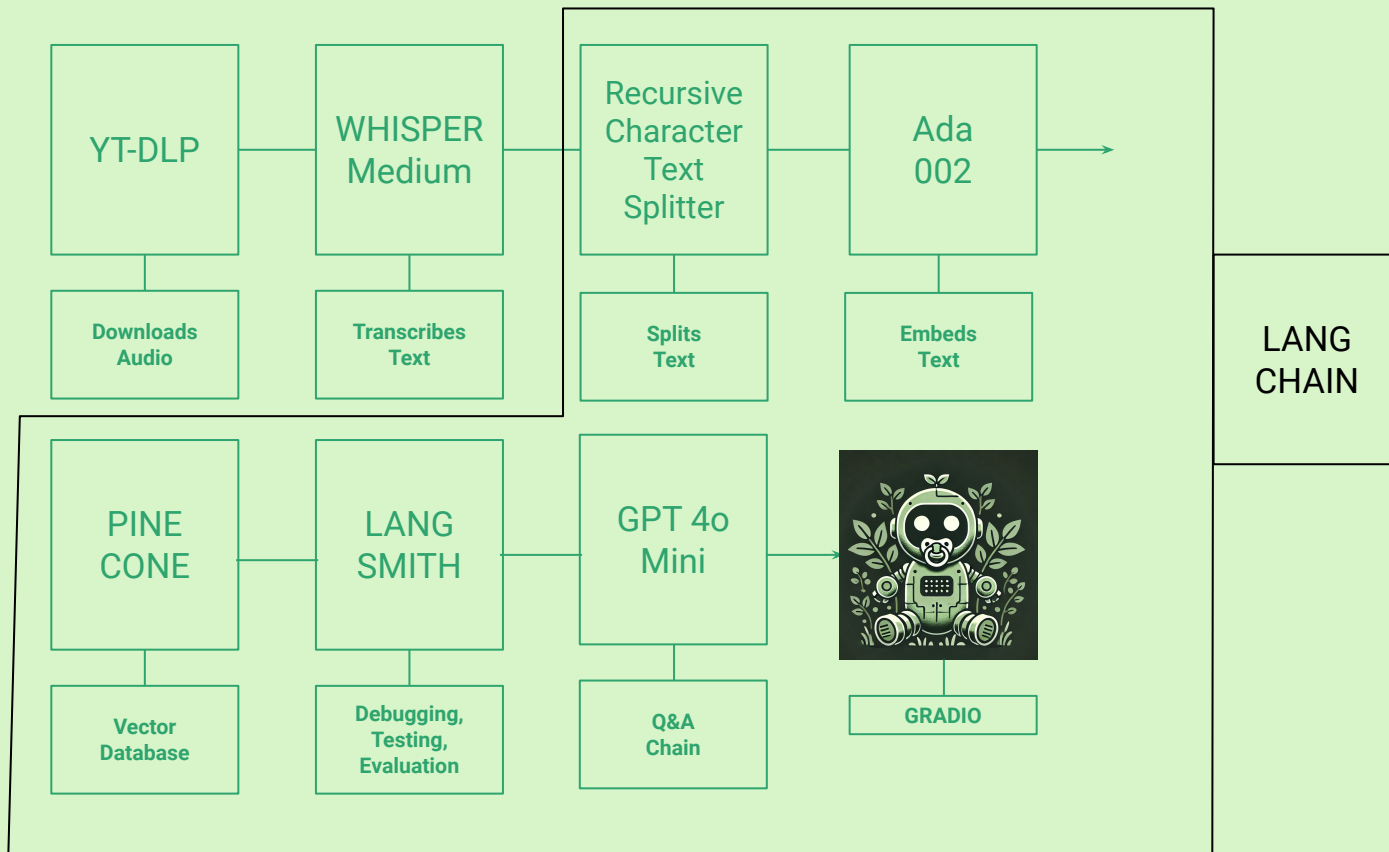 YT-DLP
WHISPER
Medium
Recursive
Character
Text
Splitter
Ada
002
Downloads
Audio
Transcribes
Text
Splits
Text
Embeds
Text
LANG
CHAIN
PINE
CONE
LANG
SMITH
GPT 4o
Mini
Vector
Database
Debugging,
Testing,
Evaluation
Q&A
Chain
GRADIO